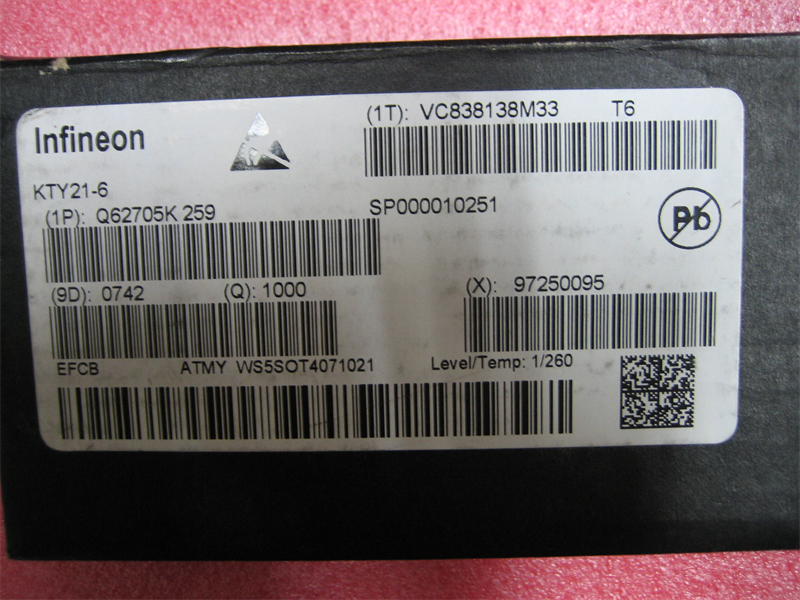 Infineon
(1T): VC838138M33 T6
KTY21-6
(1P): Q62705K 259 SP000010251
Pb
(9D): 0742 (Q): 1000 (X): 97250095
EFCB ATMY WS5SOT4071021 Level/Temp: 1/260